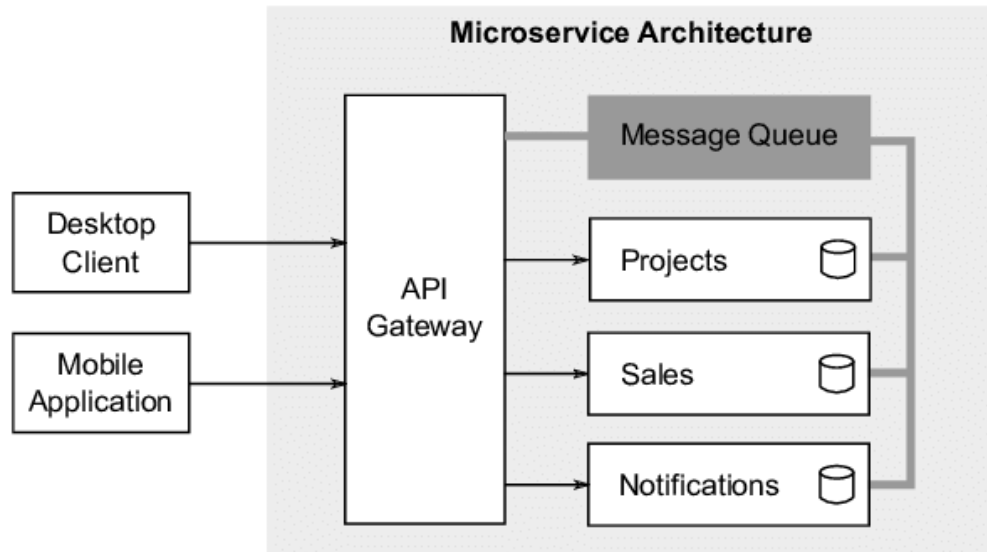 Microservice Architecture
Message Queue
Desktop
Client
Projects
API
Gateway
Mobile
Application
Sales
Notifications